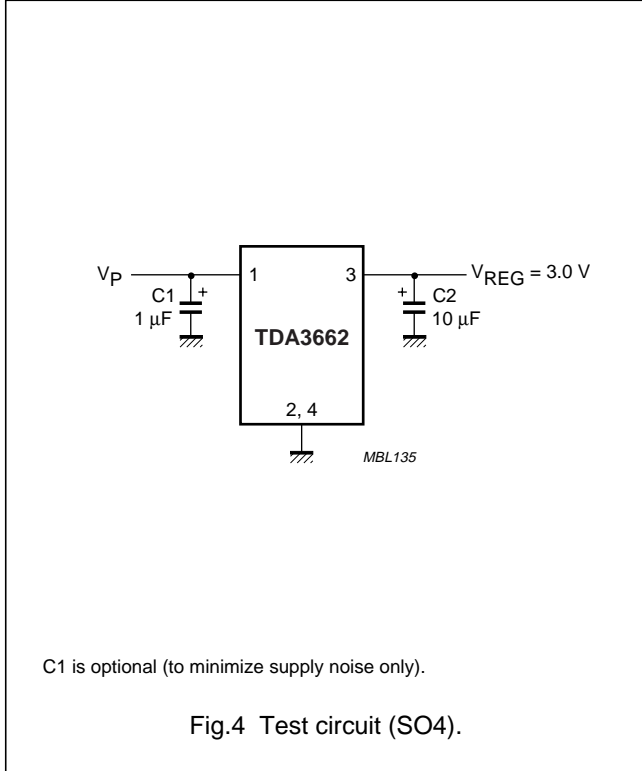 V_P
1
3
V_REG = 3.0 V
C1 +
1 μF
+ C2
10 μF
TDA3662
2, 4
MBL135
C1 is optional (to minimize supply noise only).
Fig.4 Test circuit (SO4).